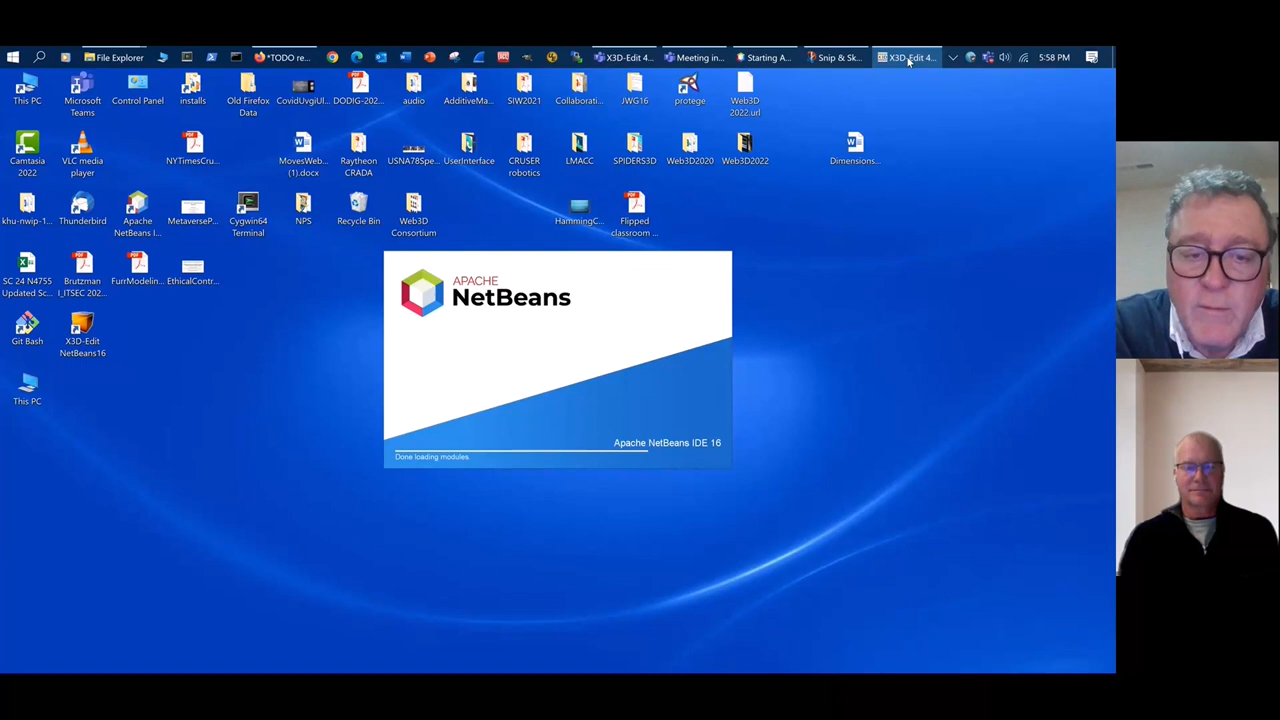 File Explorer
*TODO re...
X3D-Edit 4...
Meeting in...
Starting A...
Snip & Sk...
X3D-Edit 4...
5:58 PM
This PC
Microsoft
Teams
Control Panel
installs
Old Firefox
Data
CovidUvgiUl...
DODIG-202...
audio
AdditiveMa...
SIW2021
Collaborati...
JWG16
protege
Web3D
2022.url
Camtasia
2022
VLC media
player
NYTimesCru...
MovesWeb...
(1).docx
Raytheon
CRADA
USNA78Spe...
UserInterface
CRUSER
robotics
LMACC
SPIDERS3D
Web3D2020
Web3D2022
Dimensions...
khu-nwip-1...
Thunderbird
Apache
NetBeans I...
MetaverseP...
Cygwin64
Terminal
NPS
Recycle Bin
Web3D
Consortium
HammingC...
Flipped
classroom ...
SC 24 N4755
Updated Sc...
Brutzman
I_ITSEC 202...
FurrModelin...
EthicalContr...
Git Bash
X3D-Edit
NetBeans16
This PC
APACHE
NetBeans
Apache NetBeans IDE 16
Done loading modules.